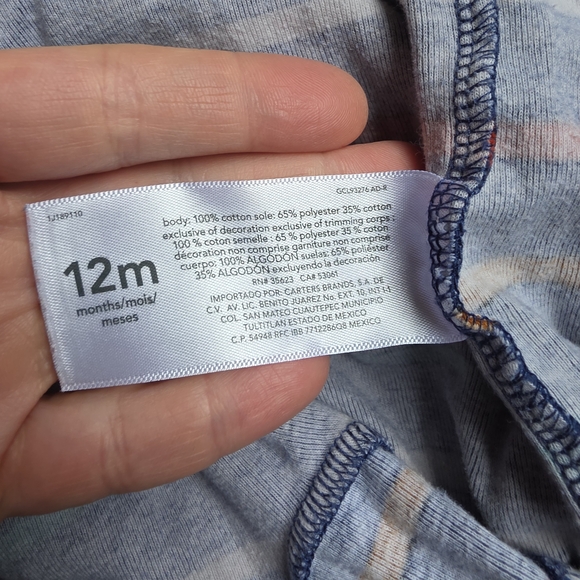 1J189110
GCL93276 AD-R
12m
months/mois/
meses
body: 100% cotton sole: 65% polyester 35% cotton
exclusive of decoration exclusive of trimming corps :
100 % coton semelle : 65 % polyester 35 % coton
décoration non comprise garniture non comprise
cuerpo: 100% ALGODÓN suelas: 65% poliéster
35% ALGODÓN excluyendo la decoración.
RN# 35623 CA# 53061
IMPORTADO POR: CARTERS BRANDS, S.A. DE
C.V. AV. LIC. BENITO JUAREZ No. EXT. 10, INT I-1
COL. SAN MATEO CUAUTEPEC MUNICIPIO
TULTITLAN ESTADO DE MEXICO
C.P. 54948 RFC IBB 7712286Q8 MEXICO